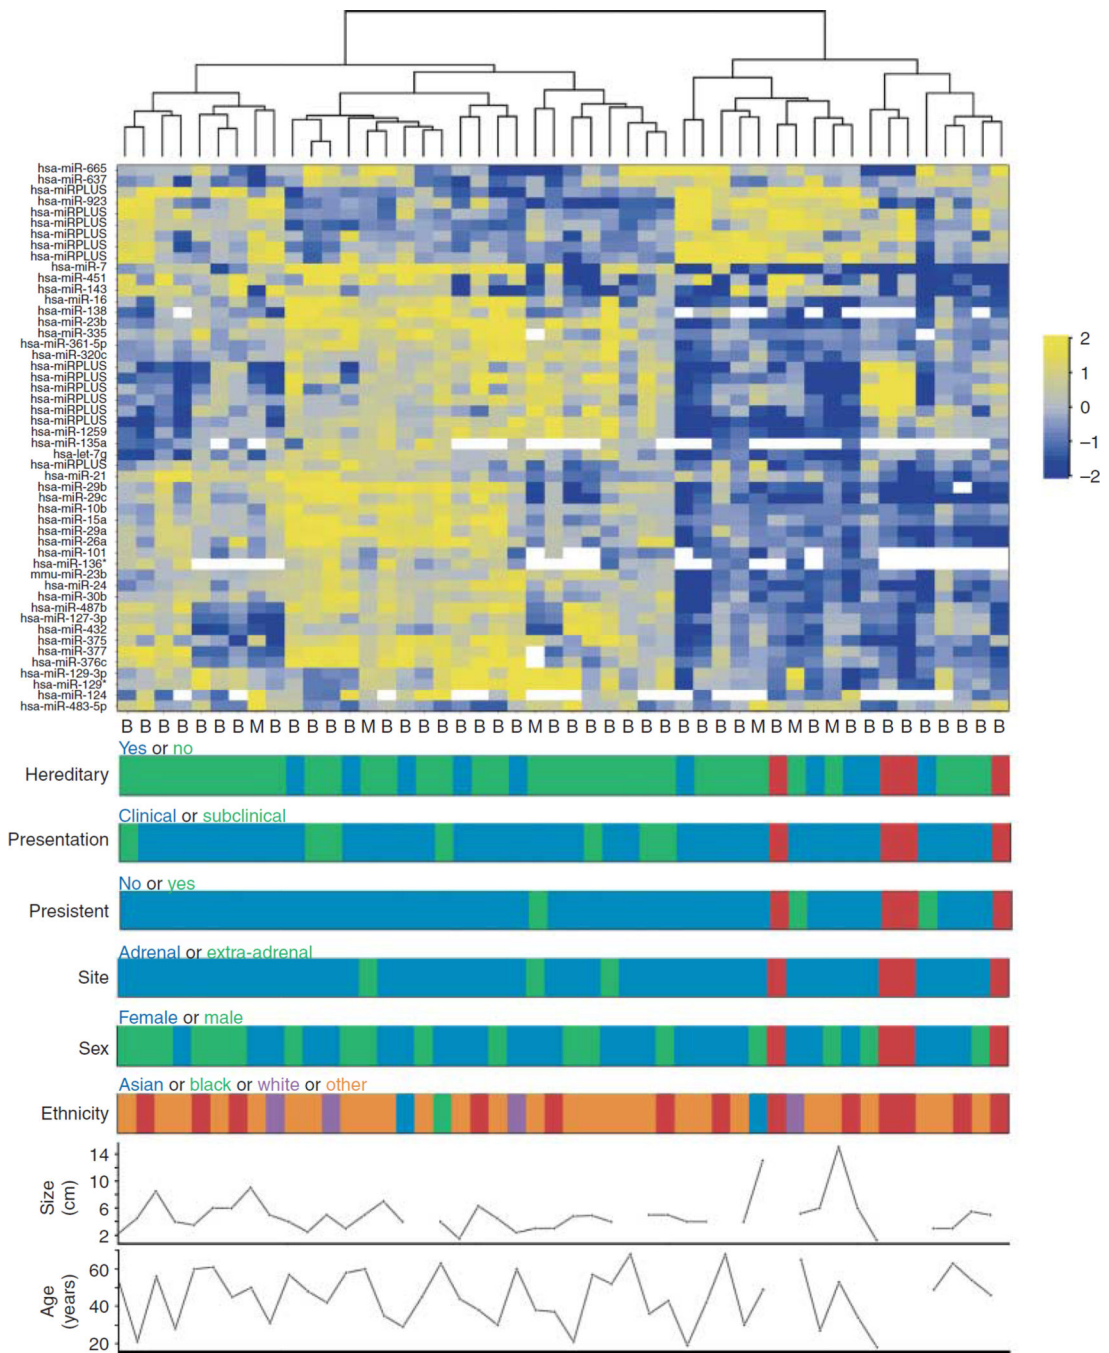 hsa-miR-665
hsa-miR-637
hsa-miRPLUS
hsa-miR-923
hsa-miRPLUS
hsa-miRPLUS
hsa-miRPLUS
hsa-miRPLUS
hsa-miR-7
hsa-miR-451
hsa-miR-143
hsa-miR-16
hsa-miR-138
hsa-miR-23b
hsa-miR-335
hsa-miR-361-5p
hsa-miR-320c
hsa-miRPLUS
hsa-miRPLUS
hsa-miRPLUS
hsa-miRPLUS
hsa-miRPLUS
hsa-miRPLUS
hsa-miR-1259
hsa-miR-135a
hsa-let-7g
hsa-miRPLUS
hsa-miR-21
hsa-miR-29b
hsa-miR-29c
hsa-miR-10b
hsa-miR-15a
hsa-miR-29a
hsa-miR-26a
hsa-miR-101
hsa-miR-136*
mmu-miR-23b
hsa-miR-24
hsa-miR-30b
hsa-miR-487b
hsa-miR-127-3p
hsa-miR-432
hsa-miR-375
hsa-miR-377
hsa-miR-376c
hsa-miR-129-3p
hsa-miR-129*
hsa-miR-124
hsa-miR-483-5p
2
1
0
−1
−2
B B B B B B B M B B B B B M B B B B B B B B M B B B B B B B B B B B M B M B M B B B B B B B B B
Yes or no
Hereditary
Clinical or subclinical
Presentation
No or yes
Presistent
Adrenal or extra-adrenal
Site
Female or male
Sex
Asian or black or white or other
Ethnicity
Size
(cm)
14
10
6
2
Age
(years)
60
40
20